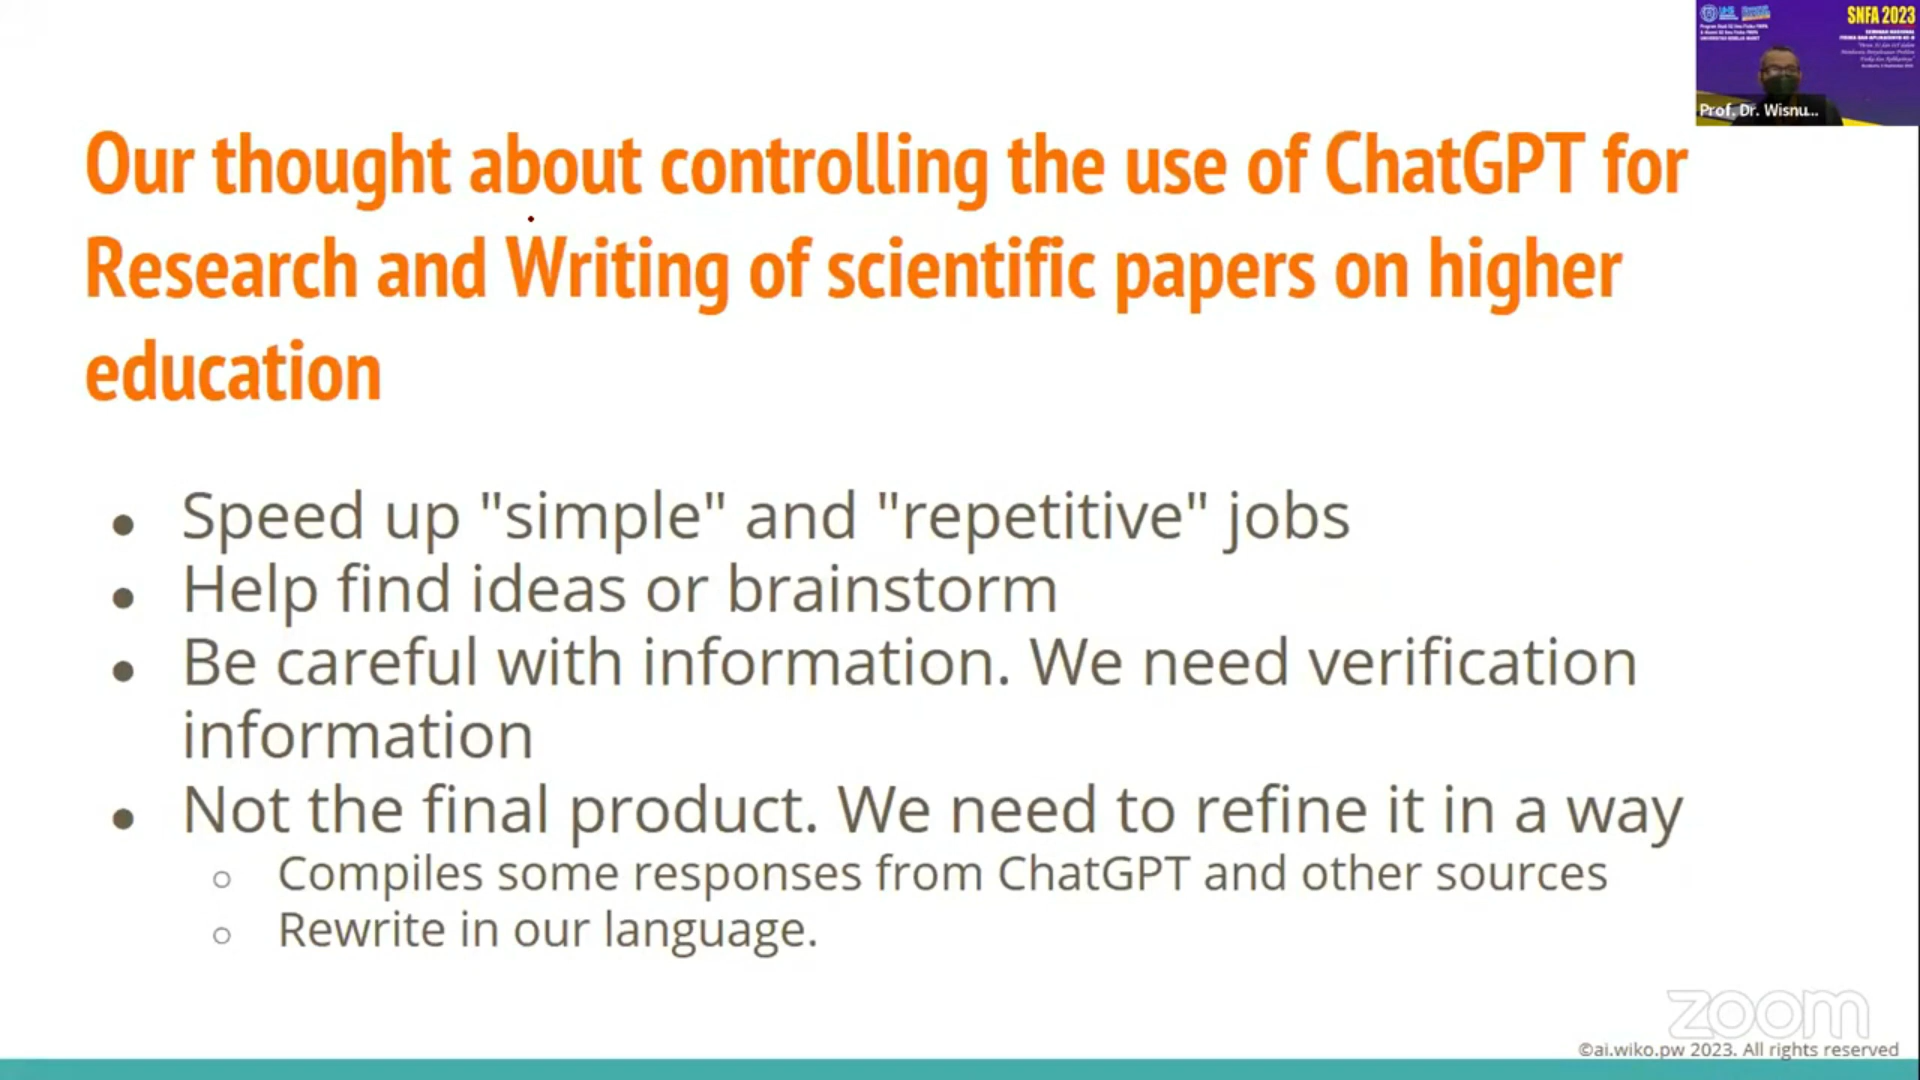 SNFA 2023
Prof. Dr. Wisnu...
Our thought about controlling the use of ChatGPT for
Research and Writing of scientific papers on higher
education
● Speed up "simple" and "repetitive" jobs
● Help find ideas or brainstorm
● Be careful with information. We need verification
information
● Not the final product. We need to refine it in a way
○ Compiles some responses from ChatGPT and other sources
○ Rewrite in our language.
zoom
©ai.wiko.pw 2023. All rights reserved